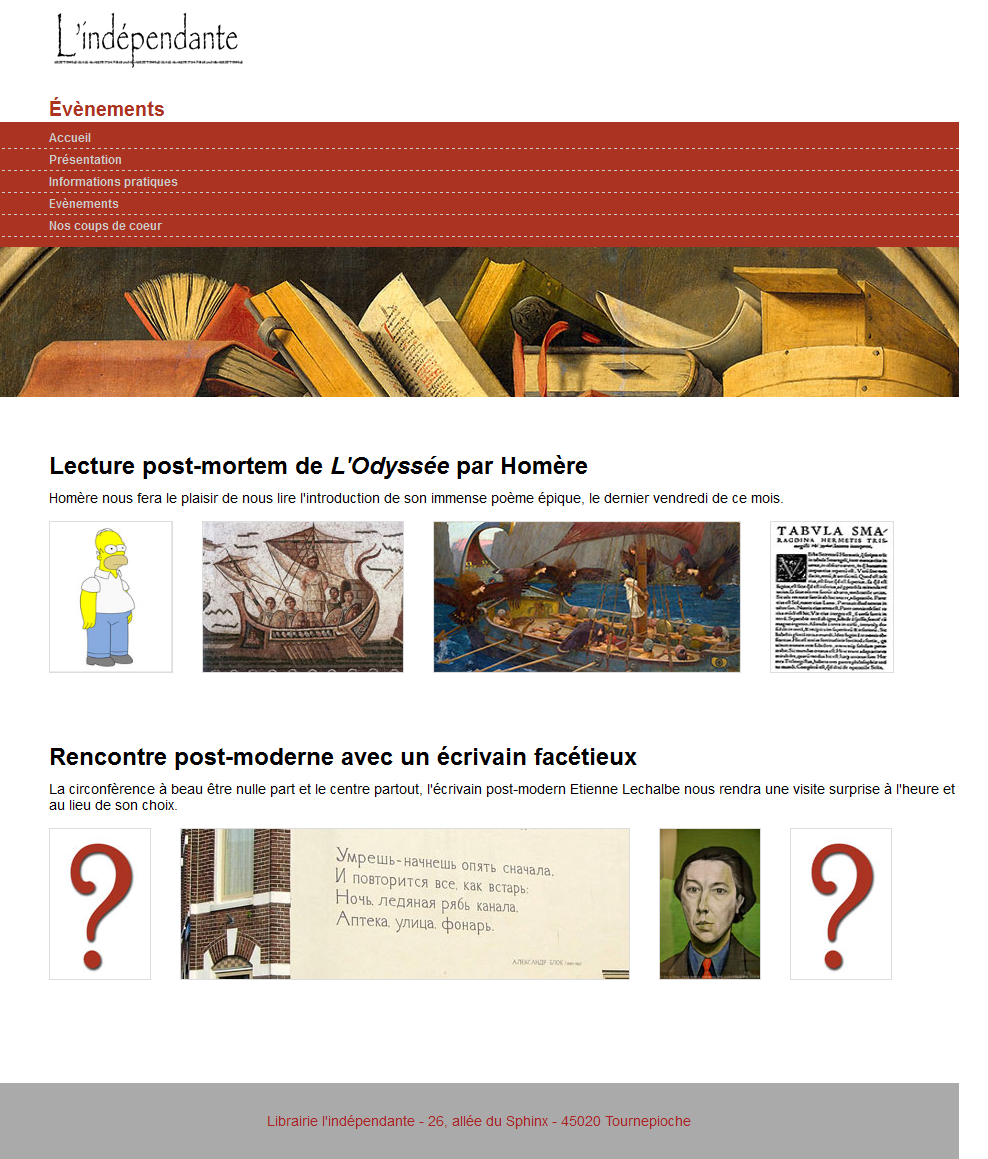 L'indépendante
Évènements
Accueil
Présentation
Informations pratiques
Evènements
Nos coups de coeur
Lecture post-mortem de L'Odyssée par Homère
Homère nous fera le plaisir de nous lire l'introduction de son immense poème épique, le dernier vendredi de ce mois.
TABVLA SMA-
RAGDINA HERMETIS TRIS-
Rencontre post-moderne avec un écrivain facétieux
La circonfèrence à beau être nulle part et le centre partout, l'écrivain post-modern Etienne Lechalbe nous rendra une visite surprise à l'heure et
au lieu de son choix.
?
Умрешь-начнешь опять сначала,
И повторится все, как встарь:
Ночь, ледяная рябь канала,
Аптека, улица, фонарь.
АЛЕКСАНДР БЛОК
?
Librairie l'indépendante - 26, allée du Sphinx - 45020 Tournepioche